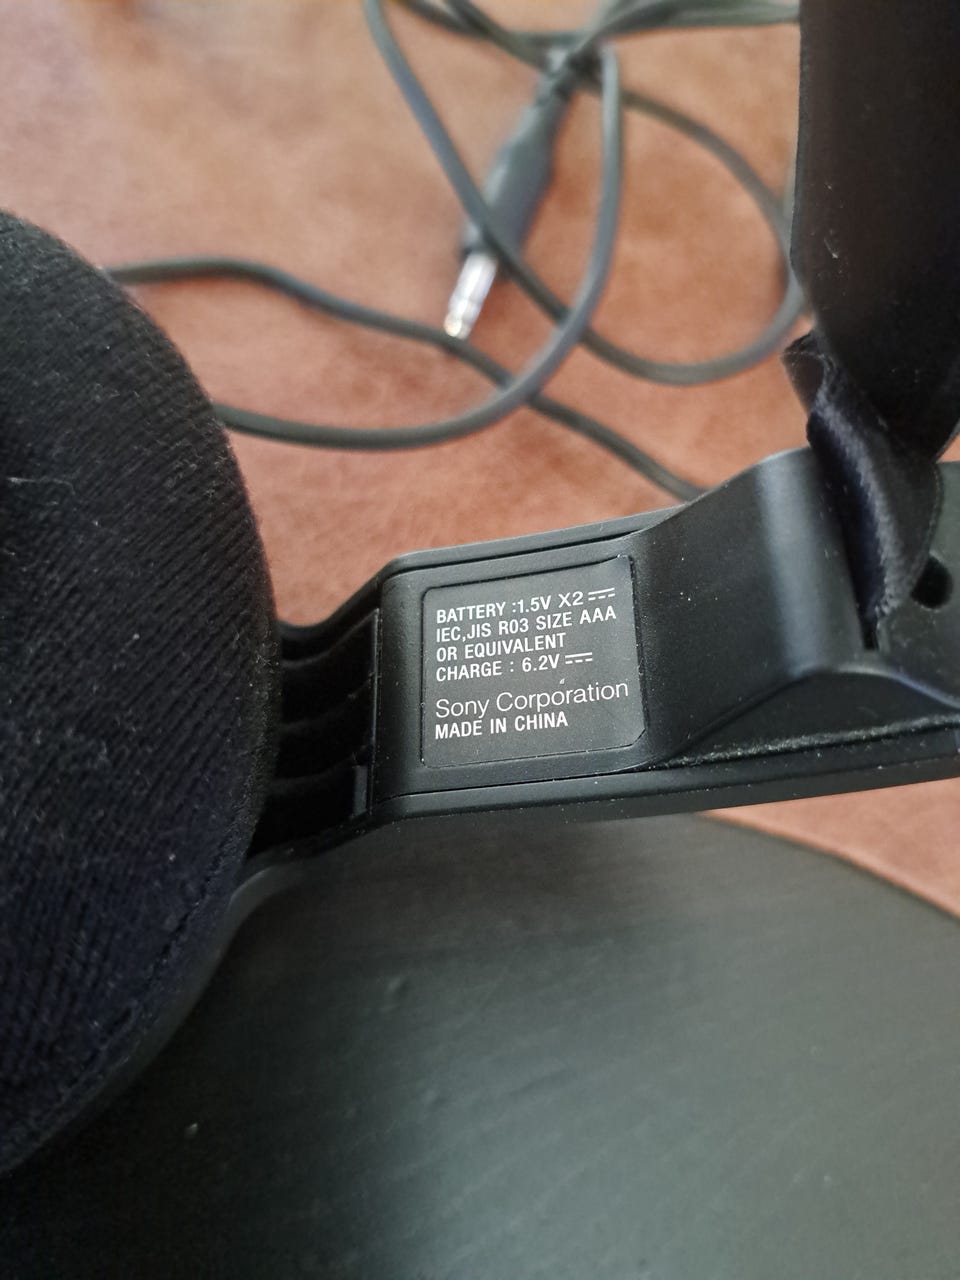 BATTERY :1.5V X2 ⎓
IEC,JIS R03 SIZE AAA
OR EQUIVALENT
CHARGE : 6.2V ⎓
Sony Corporation
MADE IN CHINA